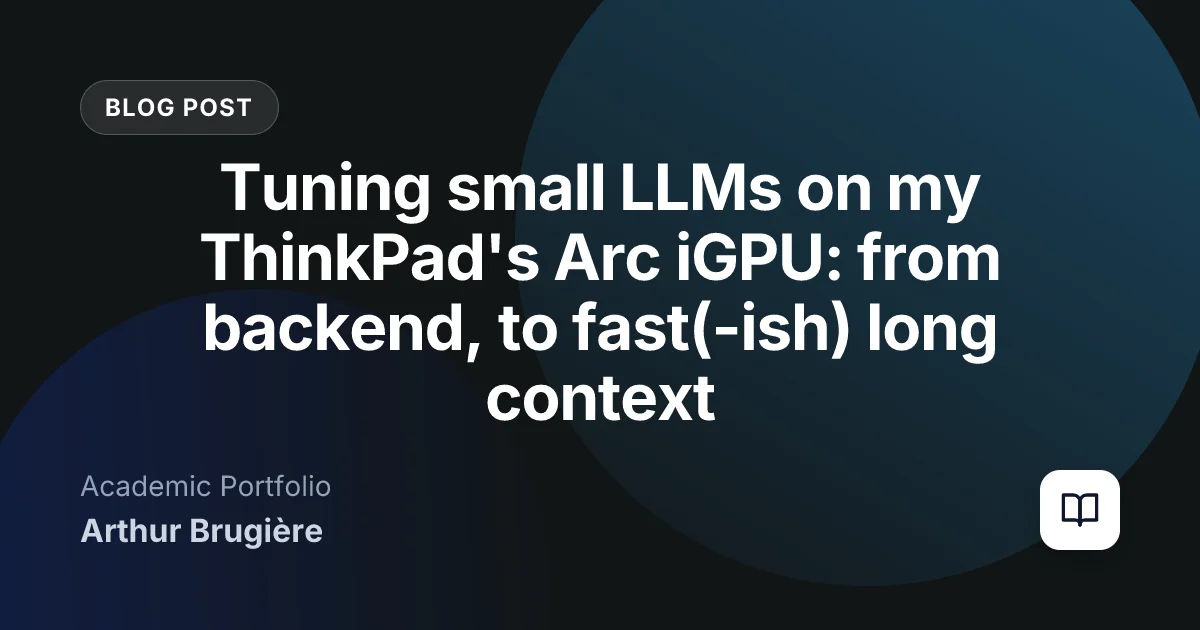 BLOG POST
Tuning small LLMs on my
ThinkPad's Arc iGPU: from
backend, to fast(-ish) long
context
Academic Portfolio
Arthur Brugière